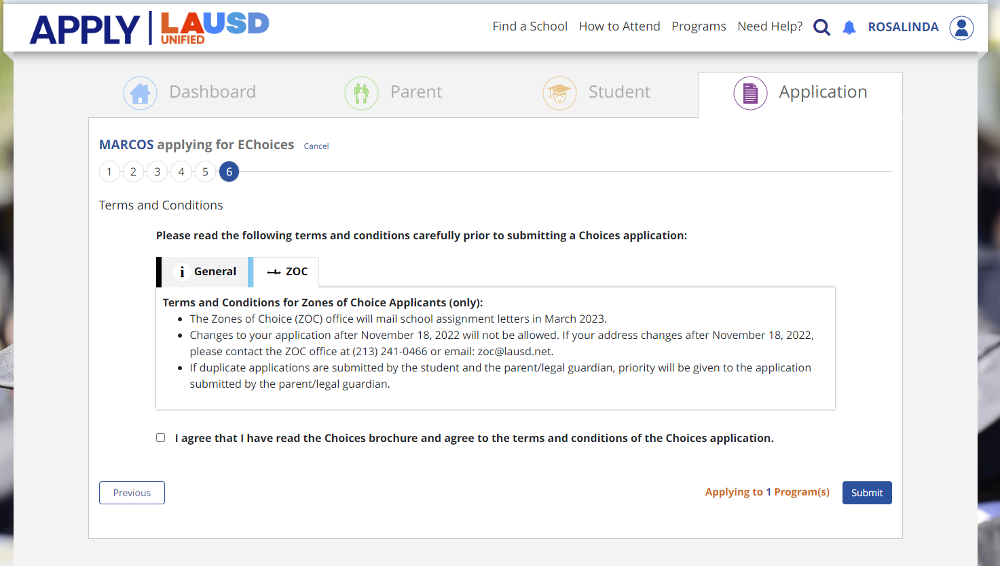 APPLY LAUSD UNIFIED
Find a School How to Attend Programs Need Help? ROSALINDA
Dashboard Parent Student Application
MARCOS applying for EChoices Cancel
1 2 3 4 5 6
Terms and Conditions
Please read the following terms and conditions carefully prior to submitting a Choices application:
i General ZOC
Terms and Conditions for Zones of Choice Applicants (only):
• The Zones of Choice (ZOC) office will mail school assignment letters in March 2023.
• Changes to your application after November 18, 2022 will not be allowed. If your address changes after November 18, 2022,
please contact the ZOC office at (213) 241-0466 or email: zoc@lausd.net.
• If duplicate applications are submitted by the student and the parent/legal guardian, priority will be given to the application
submitted by the parent/legal guardian.
I agree that I have read the Choices brochure and agree to the terms and conditions of the Choices application.
Previous Applying to 1 Program(s) Submit